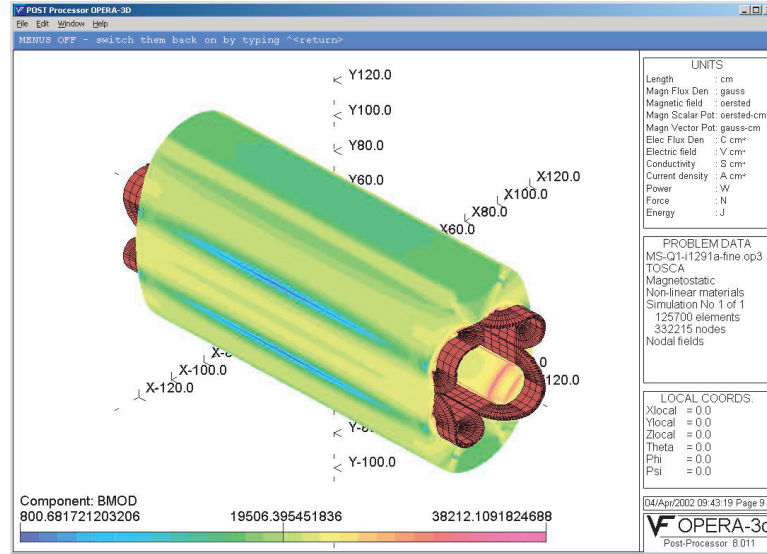 POST Processor OPERA-3D
File Edit Window Help
MENUS OFF - switch them back on by typing ^<return>
Y120.0
Y100.0
Y80.0
Y60.0
X120.0
X100.0
X80.0
X60.0
X-100.0
X-120.0
120.0
Y-100.0
Component: BMOD
800.681721203206
19506.395451836
38212.1091824688
UNITS
Length : cm
Magn Flux Den : gauss
Magnetic field : oersted
Magn Scalar Pot : oersted-cm
Magn Vector Pot : gauss-cm
Elec Flux Den : C
Electric field : V
Conductivity : S
Current density : A
Power : W
Force : N
Energy : J
PROBLEM DATA
MS-Q1-i1291a-fine.op3
TOSCA
Magnetostatic
Non-linear materials
Simulation No 1 of 1
125700 elements
332215 nodes
Nodal fields
LOCAL COORDS.
Xlocal = 0.0
Ylocal = 0.0
Zlocal = 0.0
Theta = 0.0
Phi = 0.0
Psi = 0.0
04/Apr/2002 09:43:19 Page 9
VF OPERA-3d
Post-Processor 8.011